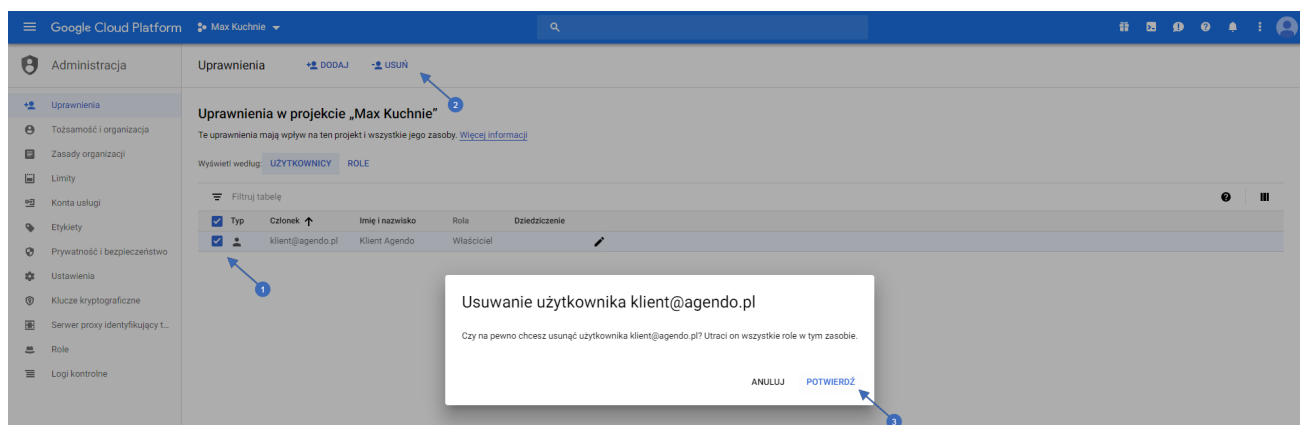 Google Cloud Platform Max Kuchnie
Administracja
Uprawnienia DODAJ USUŃ
2
Uprawnienia
Tożsamość i organizacja
Zasady organizacji
Limity
Konta usługi
Etykiety
Prywatność i bezpieczeństwo
Ustawienia
Klucze kryptograficzne
Serwer proxy identyfikujący t...
Role
Logi kontrolne
Uprawnienia w projekcie „Max Kuchnie”
Te uprawnienia mają wpływ na ten projekt i wszystkie jego zasoby. Więcej informacji
Wyświetl według: UŻYTKOWNICY ROLE
Filtruj tabelę
Typ Członek Imię i nazwisko Rola Dziedziczenie
klient@agendo.pl Klient Agendo Właściciel
1
Usuwanie użytkownika klient@agendo.pl
Czy na pewno chcesz usunąć użytkownika klient@agendo.pl? Utraci on wszystkie role w tym zasobie.
ANULUJ POTWIERDŹ
3